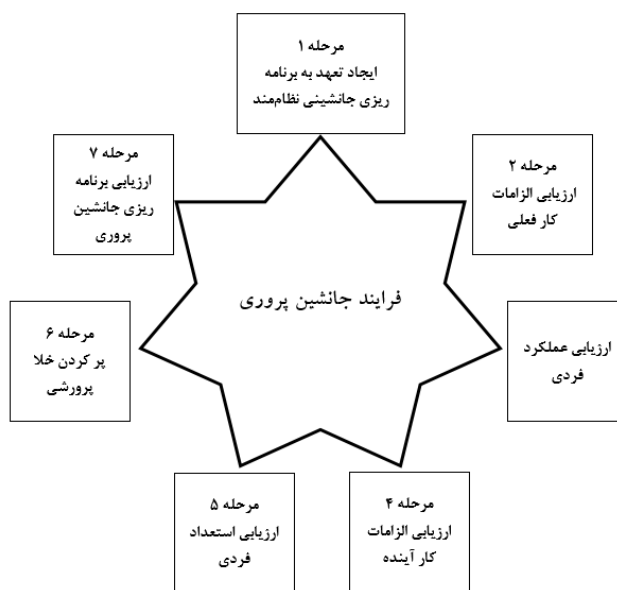 مرحله ۱
ایجاد تعهد به برنامه
ریزی جانشینی نظام‌مند
مرحله ۲
ارزیابی الزامات
کار فعلی
ارزیابی عملکرد
فردی
مرحله ۴
ارزیابی الزامات
کار آینده
مرحله ۵
ارزیابی استعداد
فردی
مرحله ۶
پر کردن خلا
پرورشی
مرحله ۷
ارزیابی برنامه
ریزی جانشین
پروری
فرایند جانشین پروری